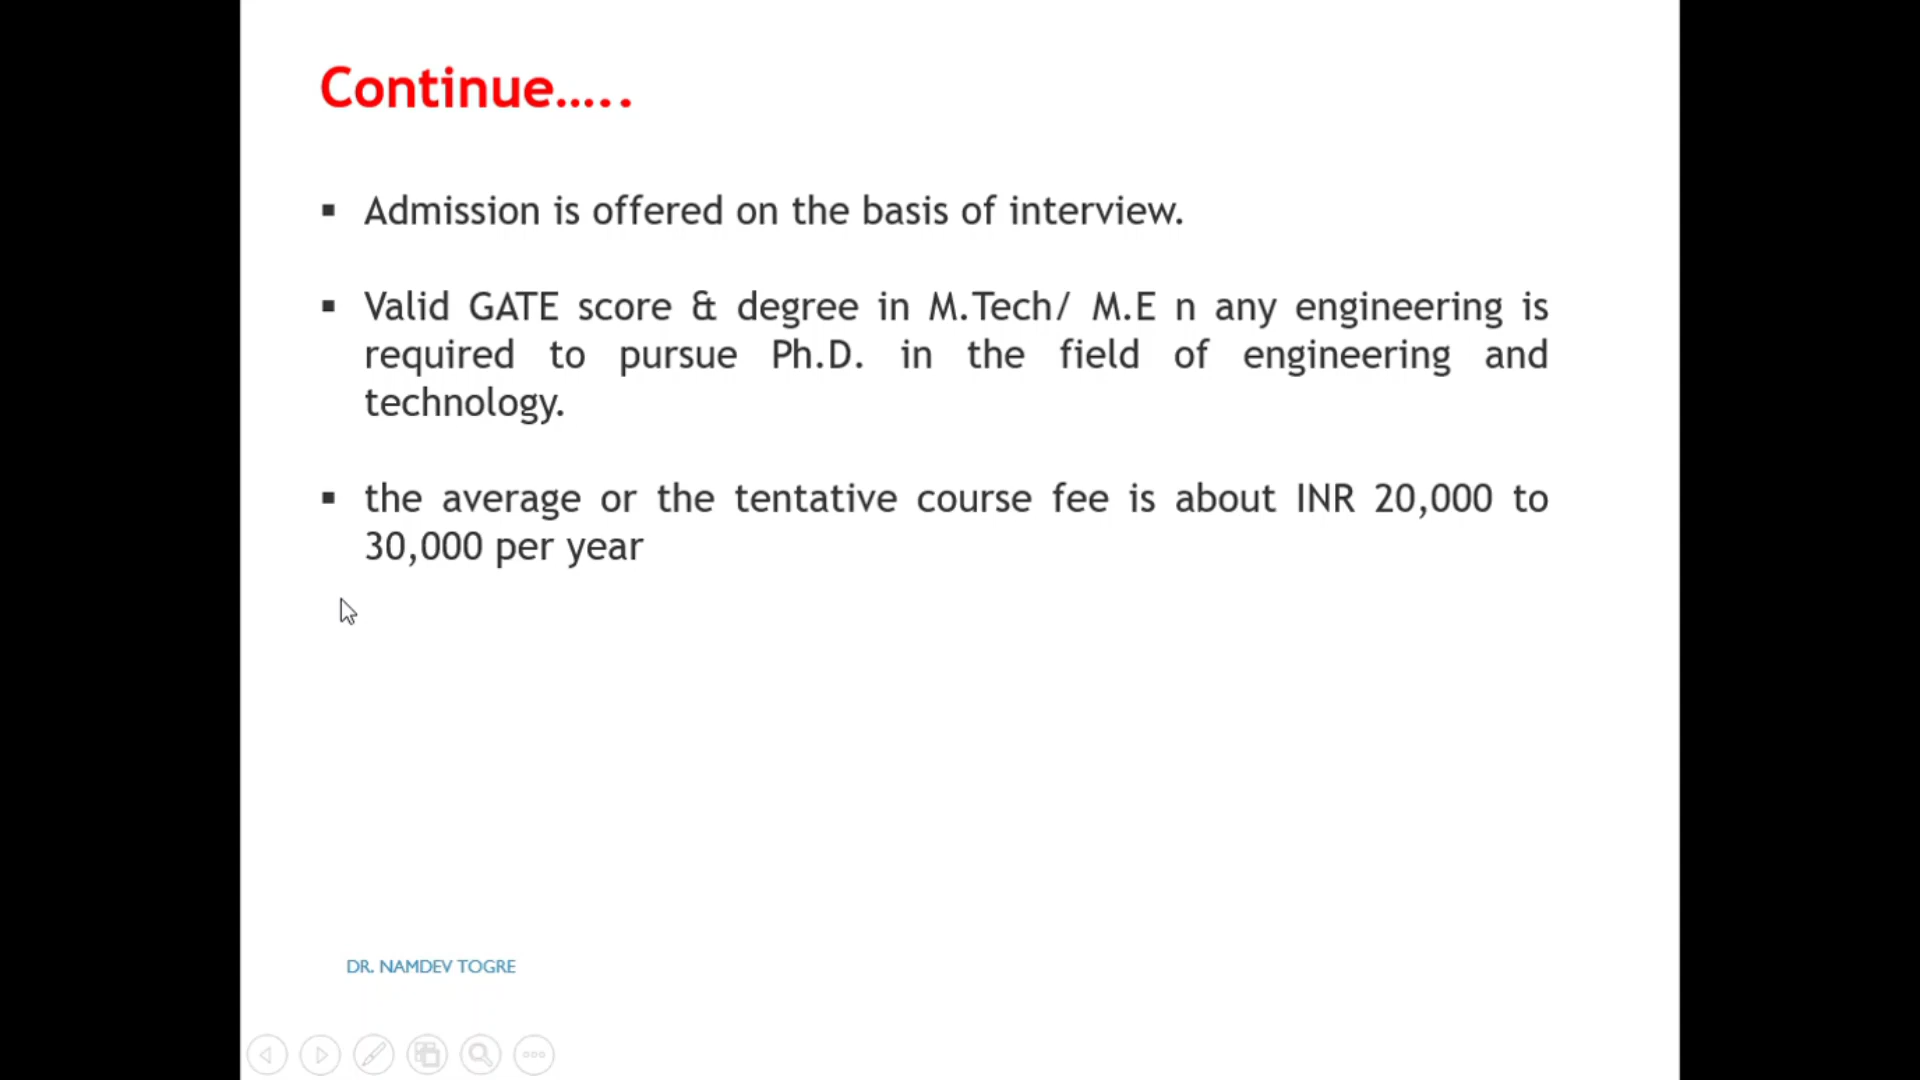 Continue.....
▪ Admission is offered on the basis of interview.
▪ Valid GATE score & degree in M.Tech/ M.E n any engineering is
required to pursue Ph.D. in the field of engineering and
technology.
▪ the average or the tentative course fee is about INR 20,000 to
30,000 per year
DR. NAMDEV TOGRE